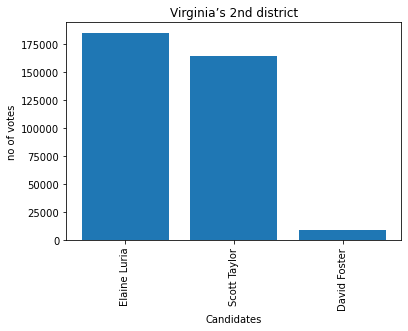 Virginia’s 2nd district
no of votes
175000
150000
125000
100000
75000
50000
25000
0
Elaine Luria
Scott Taylor
David Foster
Candidates